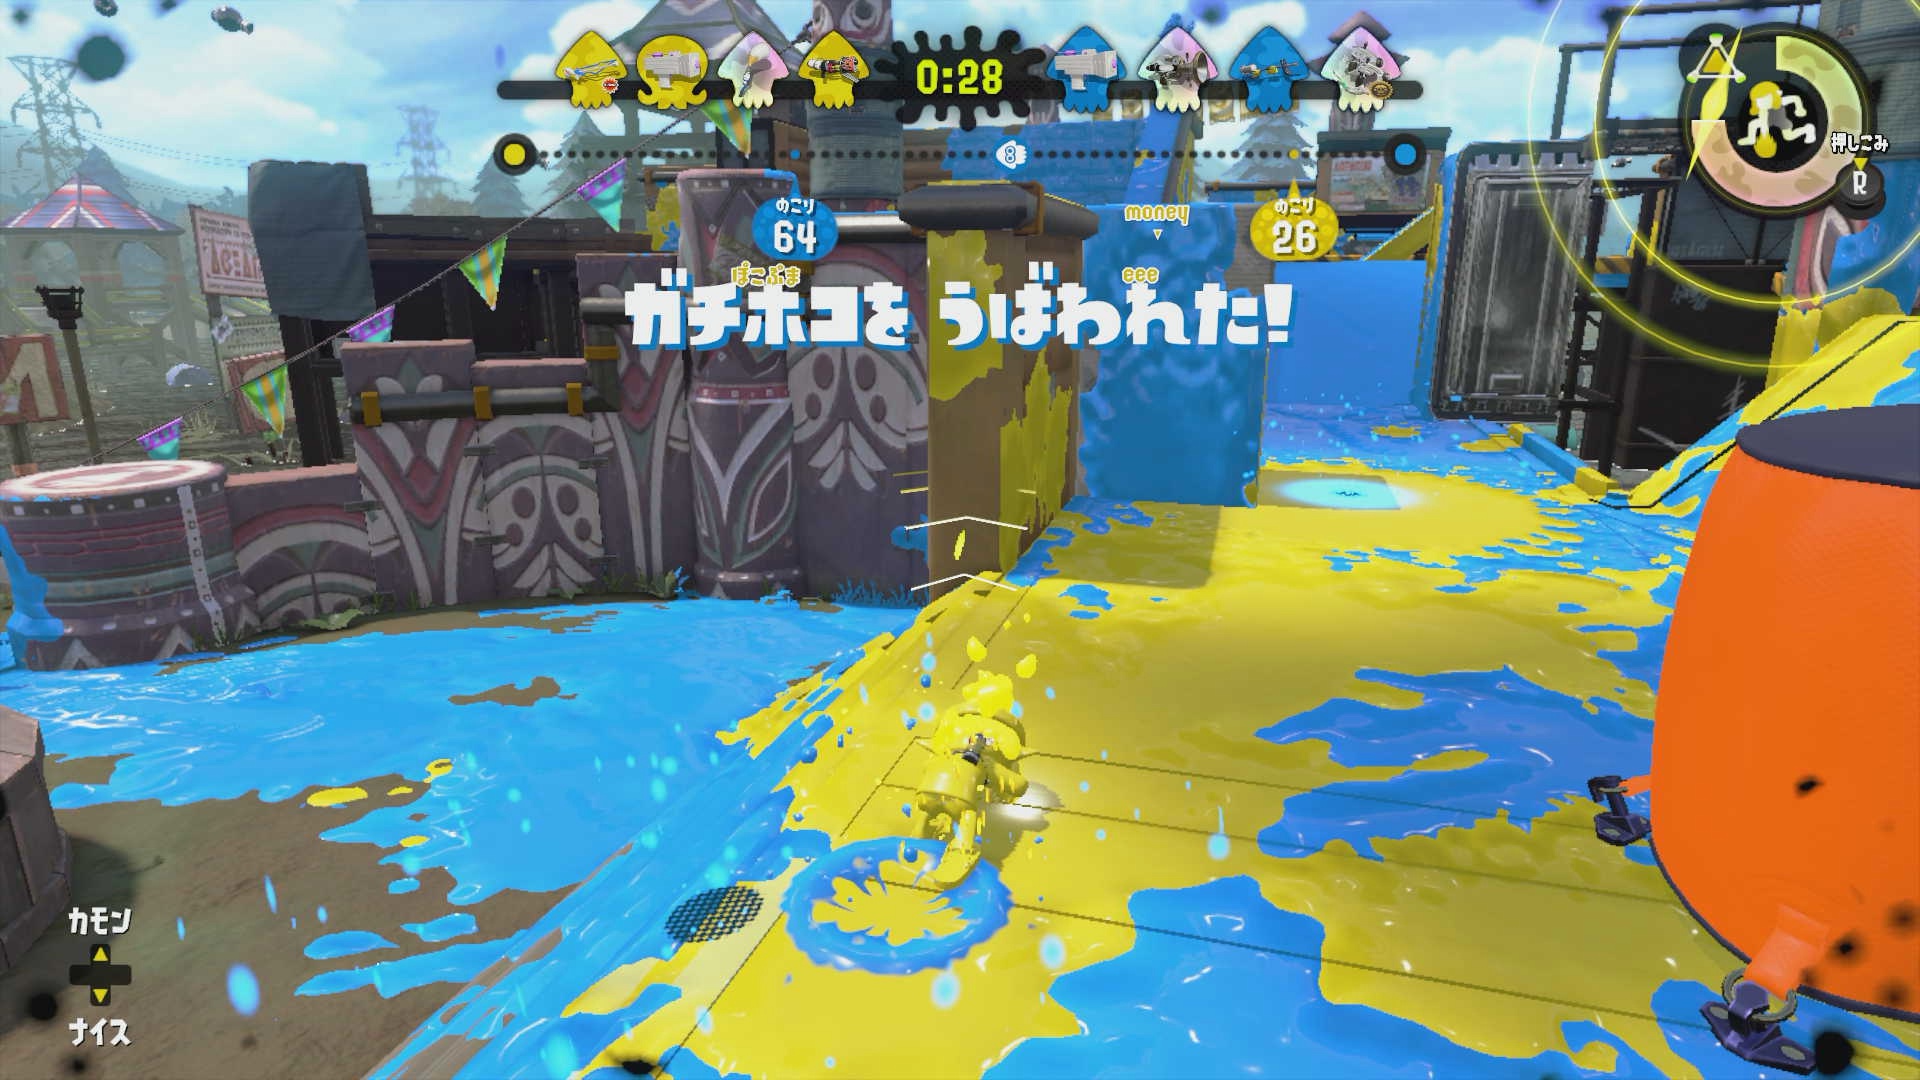 0:28
押しこみ
R
のこり
64
money
のこり
26
ぽこぷま
eee
ガチホコを うばわれた!
カモン
ナイス